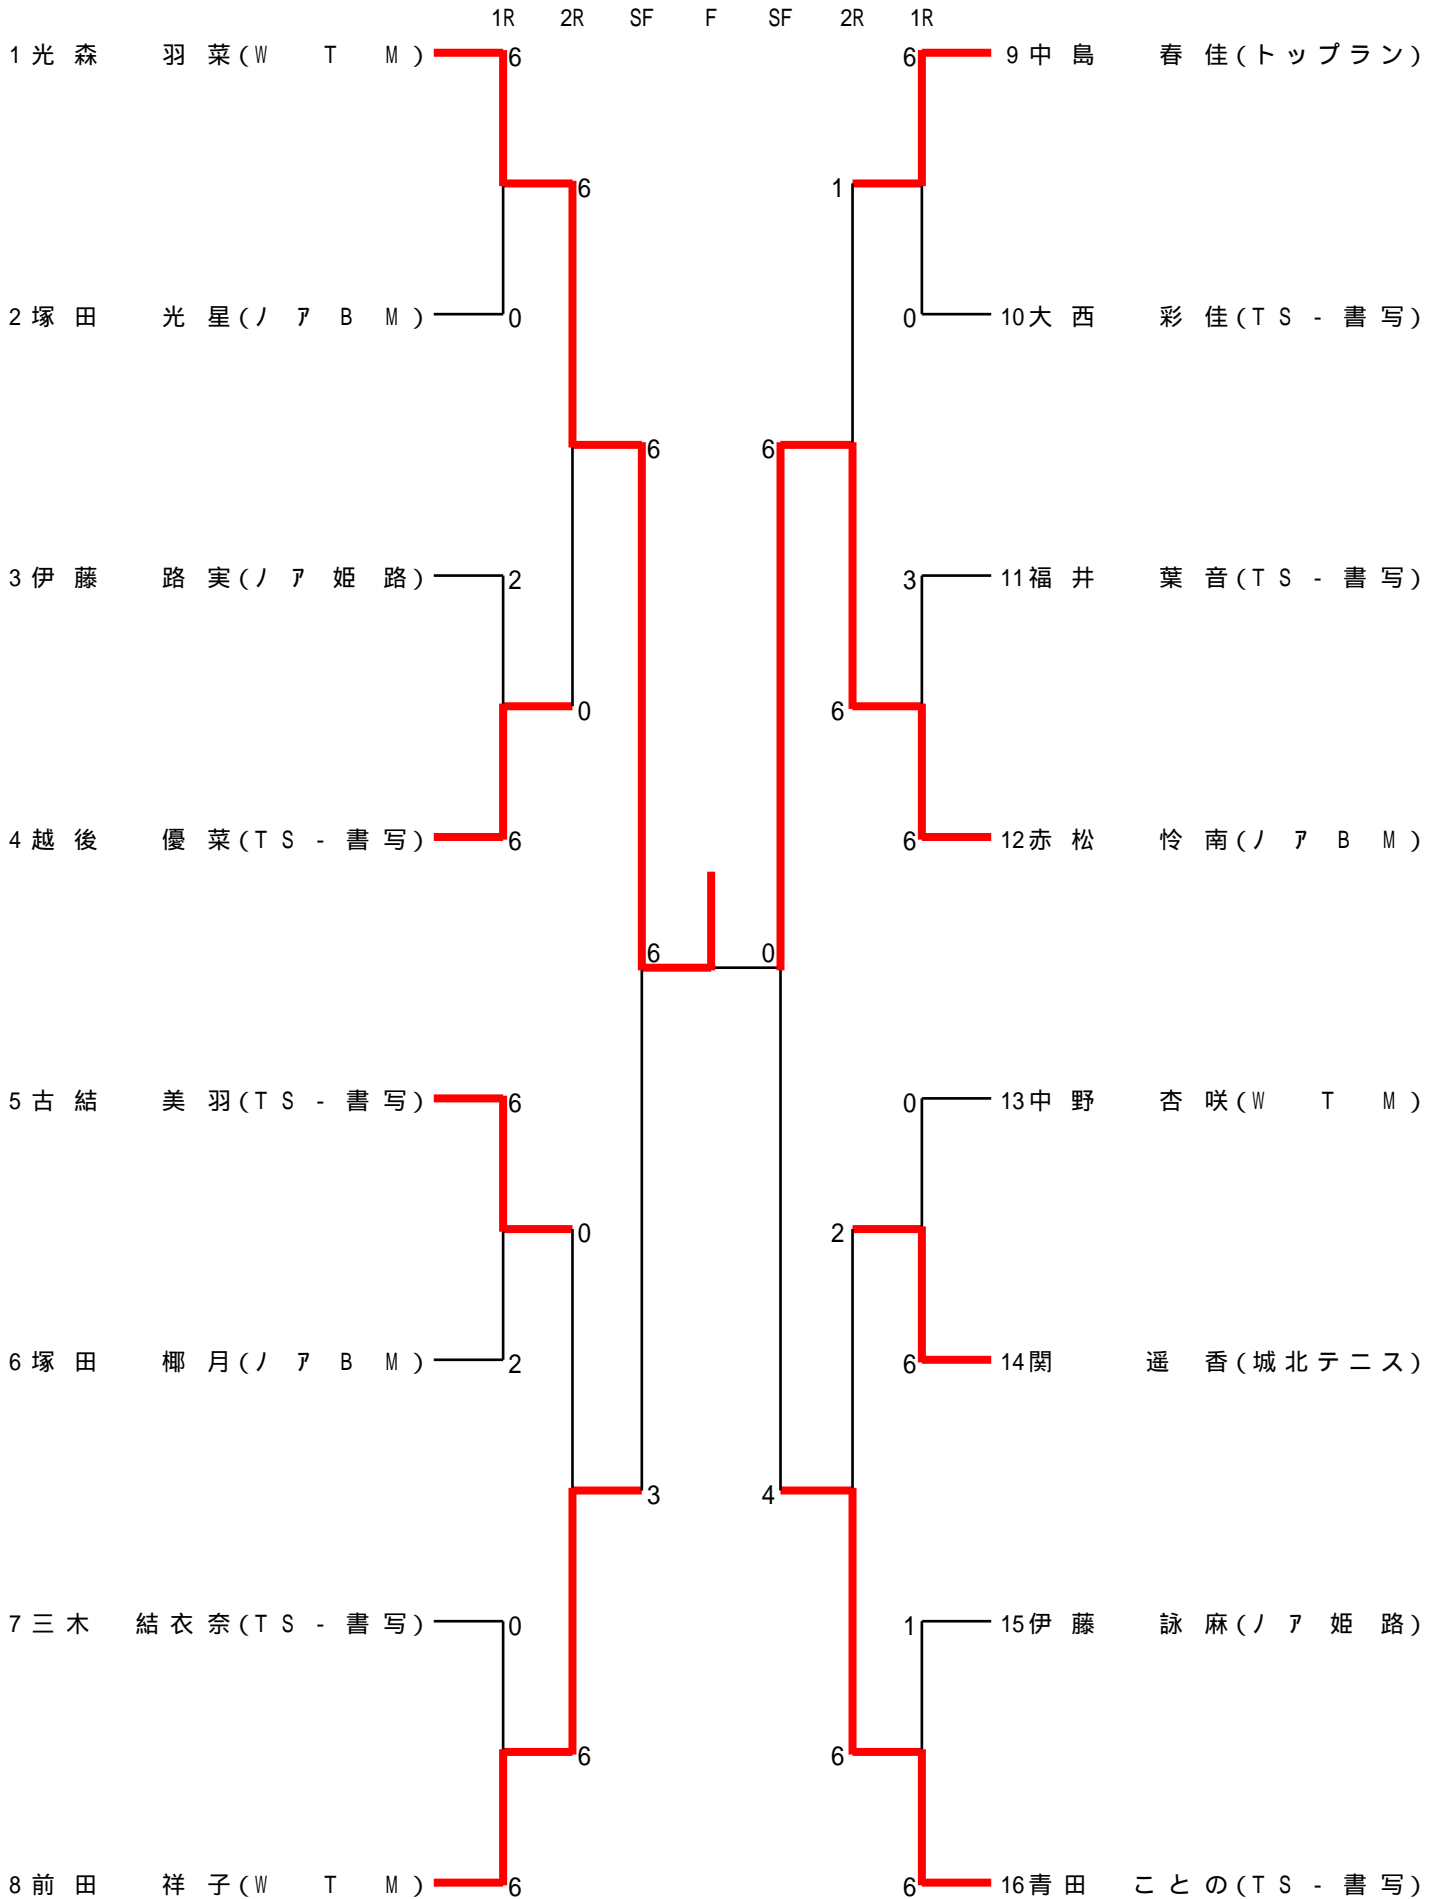 1R 2R SF F SF 2R 1R
1 光森 羽菜(W T M) 6 6 9 中島 春佳(トップラン)
6 1
2 塚田 光星(ノア B M) 0 0 10 大西 彩佳(TS-書写)
6 6
3 伊藤 路実(ノア姫路) 2 3 11 福井 葉音(TS-書写)
0 6
4 越後 優菜(TS-書写) 6 6 12 赤松 怜南(ノア B M)
6 0
5 古結 美羽(TS-書写) 6 0 13 中野 杏咲(W T M)
0 2
6 塚田 椰月(ノア B M) 2 6 14 関 遥香(城北テニス)
3 4
7 三木 結衣奈(TS-書写) 0 1 15 伊藤 詠麻(ノア姫路)
6 6
8 前田 祥子(W T M) 6 6 16 青田 ことの(TS-書写)